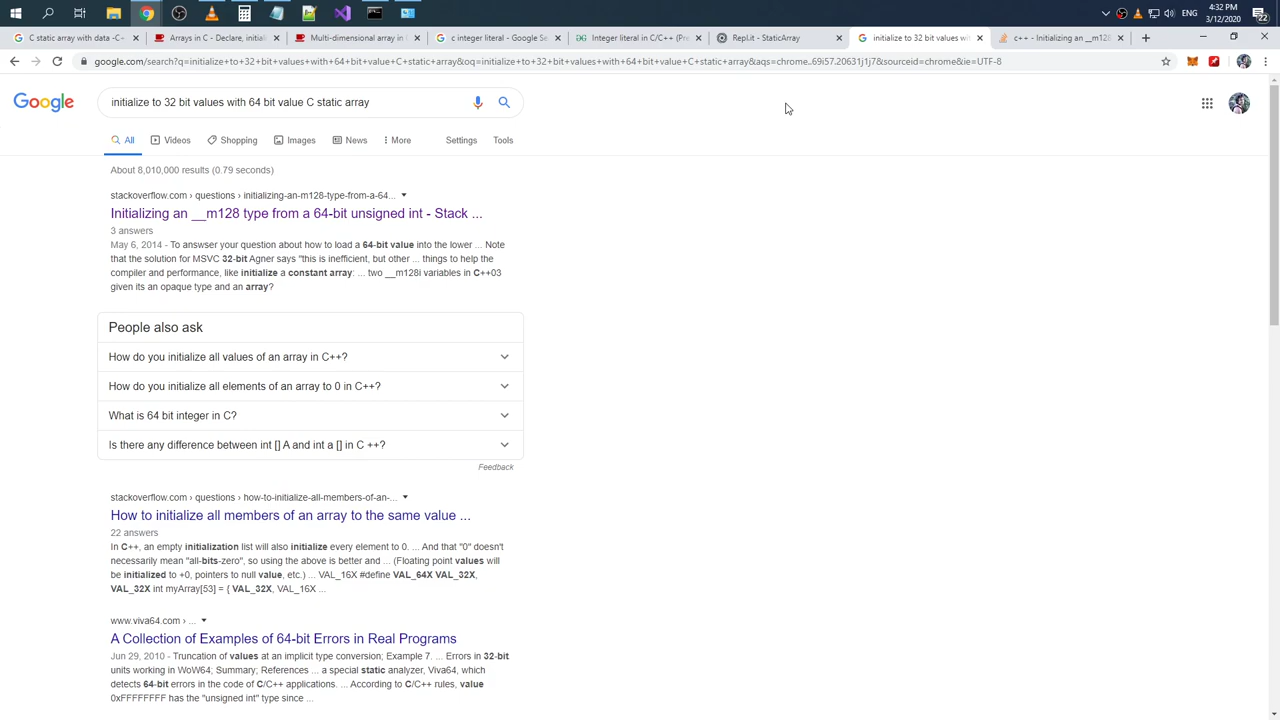 4:32 PM
ENG
3/12/2020
22
C static array with data -C-
Arrays in C - Declare, initial
Multi-dimensional array in
c integer literal - Google Se
Integer literal in C/C++ (Pre
Repl.it - StaticArray
initialize to 32 bit values wit
c++ - Initializing an __m128
google.com/search?q=initialize+to+32+bit+values+with+64+bit+value+C+static+array&oq=initialize+to+32+bit+values+with+64+bit+value+C+static+array&aqs=chrome..69i57.20631j1j7&sourceid=chrome&ie=UTF-8
Google
initialize to 32 bit values with 64 bit value C static array
All Videos Shopping Images News More Settings Tools
About 8,010,000 results (0.79 seconds)
stackoverflow.com › questions › initializing-an-m128-type-from-a-64...
Initializing an __m128 type from a 64-bit unsigned int - Stack ...
3 answers
May 6, 2014 - To answser your question about how to load a 64-bit value into the lower ... Note
that the solution for MSVC 32-bit Agner says "this is inefficient, but other ... things to help the
compiler and performance, like initialize a constant array: ... two __m128i variables in C++03
given its an opaque type and an array?
People also ask
How do you initialize all values of an array in C++?
How do you initialize all elements of an array to 0 in C++?
What is 64 bit integer in C?
Is there any difference between int [] A and int a [] in C ++?
Feedback
stackoverflow.com › questions › how-to-initialize-all-members-of-an-...
How to initialize all members of an array to the same value ...
22 answers
In C++, an empty initialization list will also initialize every element to 0. ... And that "0" doesn't
necessarily mean "all-bits-zero", so using the above is better and ... (Floating point values will
be initialized to +0, pointers to null value, etc.) ... VAL_16X #define VAL_64X VAL_32X,
VAL_32X int myArray[53] = { VAL_32X, VAL_16X ...
www.viva64.com › ...
A Collection of Examples of 64-bit Errors in Real Programs
Jun 29, 2010 - Truncation of values at an implicit type conversion; Example 7. ... Errors in 32-bit
units working in WoW64; Summary; References ... a special static analyzer, Viva64, which
detects 64-bit errors in the code of C/C++ applications. ... According to C/C++ rules, value
0xFFFFFFFF has the "unsigned int" type since ...